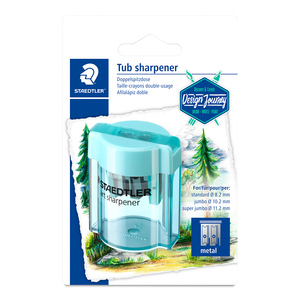 STAEDTLER
Tub sharpener
Doppelspitzdose
Taille-crayons double-usage
Afilalápiz doble
Design Journey
STAEDTLER
sharpener
Für/for/pour/per:
standard Ø 8.2 mm
jumbo Ø 10.2 mm
super jumbo Ø 11.2 mm
metal